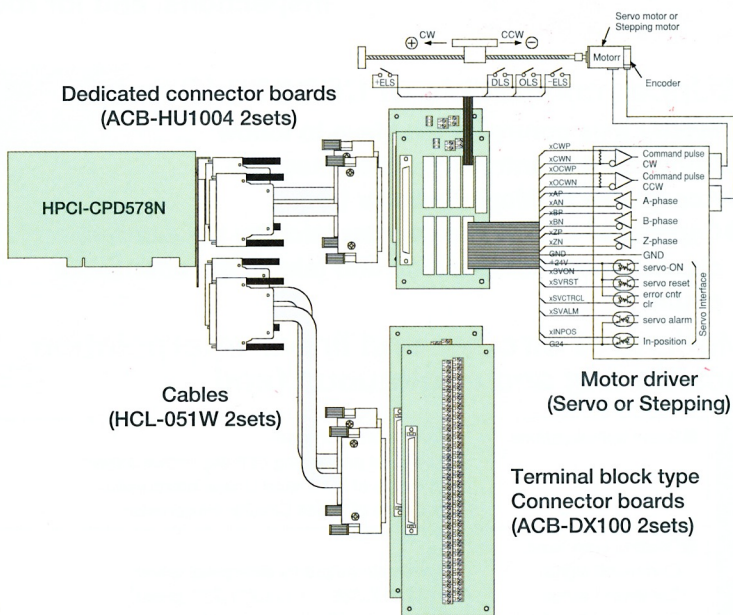 Servo motor or
Stepping motor
⊕ CW
CCW ⊖
Motorr
Encoder
+ELS
DLS
OLS
-ELS
Dedicated connector boards
(ACB-HU1004 2sets)
HPCI-CPD578N
xCWP
xCWN
xOCWP
xOCWN
xAP
xAN
xBP
xBN
xZP
xZN
GND
+24V
xSVON
xSVRST
xSVCTRCL
xSVALM
xINPOS
G24
Command pulse
CW
Command pulse
CCW
A-phase
B-phase
Z-phase
GND
servo-ON
servo reset
error cntr
clr
servo alarm
In-position
Servo Interface
Motor driver
(Servo or Stepping)
Cables
(HCL-051W 2sets)
Terminal block type
Connector boards
(ACB-DX100 2sets)